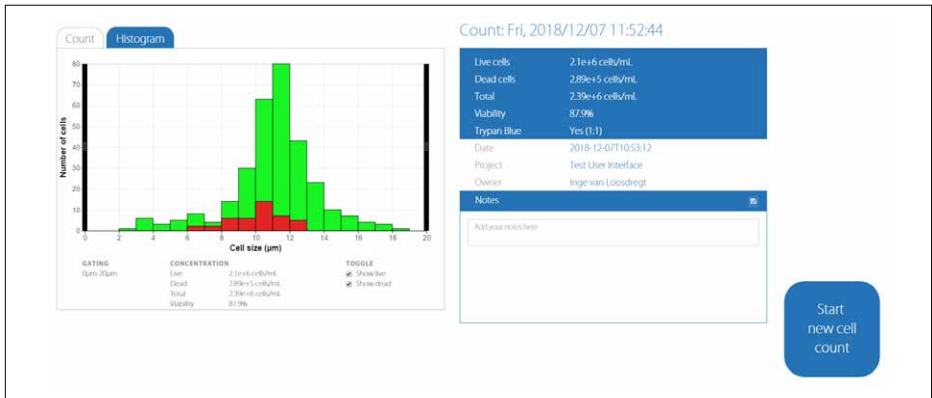 Count Histogram
80
70
60
50
40
30
20
10
0
Number of cells
0 2 4 6 8 10 12 14 16 18 20
Cell size (µm)
GATING
0µm-20µm
CONCENTRATION
Live 2.1e+6 cells/mL
Dead 2.89e+5 cells/mL
Total 2.39e+6 cells/mL
Viability 87.9%
TOGGLE
Show live
Show dead
Count: Fri, 2018/12/07 11:52:44
Live cells 2.1e+6 cells/mL
Dead cells 2.89e+5 cells/mL
Total 2.39e+6 cells/mL
Viability 87.9%
Trypan Blue Yes (1:1)
Date 2018-12-07T10:53:12
Project Test User Interface
Owner Inge van Loosdregt
Notes
Add your notes here
Start
new cell
count